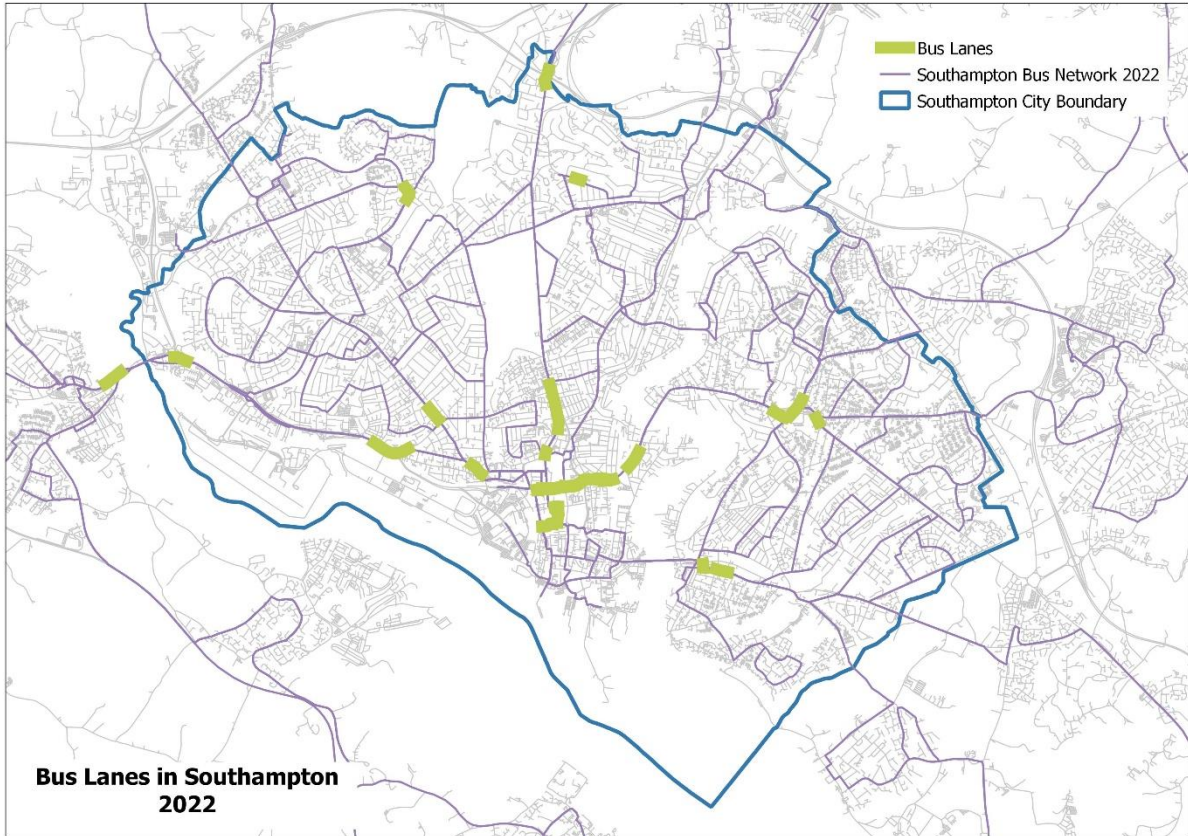 Bus Lanes
Southampton Bus Network 2022
Southampton City Boundary
Bus Lanes in Southampton
2022